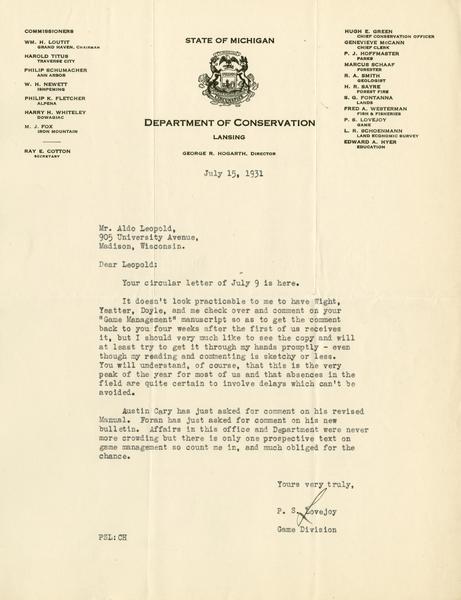 COMMISSIONERS
WM. H. LOUTIT
GRAND HAVEN, CHAIRMAN
HAROLD TITUS
TRAVERSE CITY
PHILIP SCHUMACHER
ANN ARBOR
W. H. NEWETT
ISHPEMING
PHILIP K. FLETCHER
ALPENA
HARRY H. WHITELEY
DOWAGIAC
M. J. FOX
IRON MOUNTAIN
RAY E. COTTON
SECRETARY
STATE OF MICHIGAN
DEPARTMENT OF CONSERVATION
LANSING
GEORGE R. HOGARTH, DIRECTOR
HUGH E. GREEN
CHIEF CONSERVATION OFFICER
GENEVIEVE McCANN
CHIEF CLERK
P. J. HOFFMASTER
PARKS
MARCUS SCHAAF
FORESTER
R. A. SMITH
GEOLOGIST
H. R. SAYRE
FOREST FIRE
S. G. FONTANNA
LANDS
FRED A. WESTERMAN
FISH & FISHERIES
P. S. LOVEJOY
GAME
L. R. SCHOENMANN
LAND ECONOMIC SURVEY
EDWARD A. HYER
EDUCATION
July 15, 1931
Mr. Aldo Leopold,
905 University Avenue,
Madison, Wisconsin.
Dear Leopold:
Your circular letter of July 9 is here.
It doesn't look practicable to me to have Wight,
Yeatter, Doyle, and me check over and comment on your
"Game Management" manuscript so as to get the comment
back to you four weeks after the first of us receives
it, but I should very much like to see the copy and will
at least try to get it through my hands promptly - even
though my reading and commenting is sketchy or less.
You will understand, of course, that this is the very
peak of the year for most of us and that absences in the
field are quite certain to involve delays which can't be
avoided.
Austin Cary has just asked for comment on his revised
Manual. Foran has just asked for comment on his new
bulletin. Affairs in this office and Department were never
more crowding but there is only one prospective text on
game management so count me in, and much obliged for the
chance.
Yours very truly,
P. S. Lovejoy
Game Division
PSL:CH